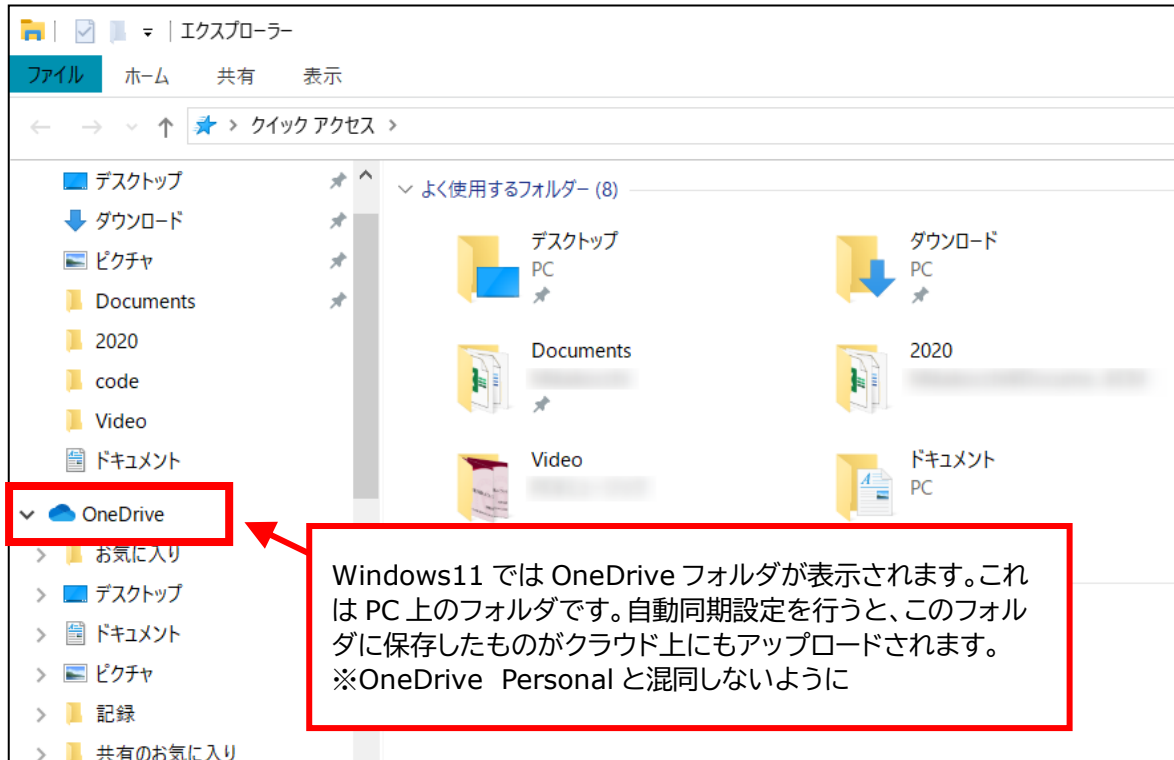 エクスプローラー
ファイル ホーム 共有 表示
クイック アクセス
デスクトップ
ダウンロード
ピクチャ
Documents
2020
code
Video
ドキュメント
OneDrive
お気に入り
デスクトップ
ドキュメント
ピクチャ
記録
共有のお気に入り
よく使用するフォルダー (8)
デスクトップ
PC
ダウンロード
PC
Documents
2020
Video
ドキュメント
PC
Windows11 では OneDrive フォルダが表示されます。これ
は PC 上のフォルダです。自動同期設定を行うと、このフォル
ダに保存したものがクラウド上にもアップロードされます。
※OneDrive Personal と混同しないように